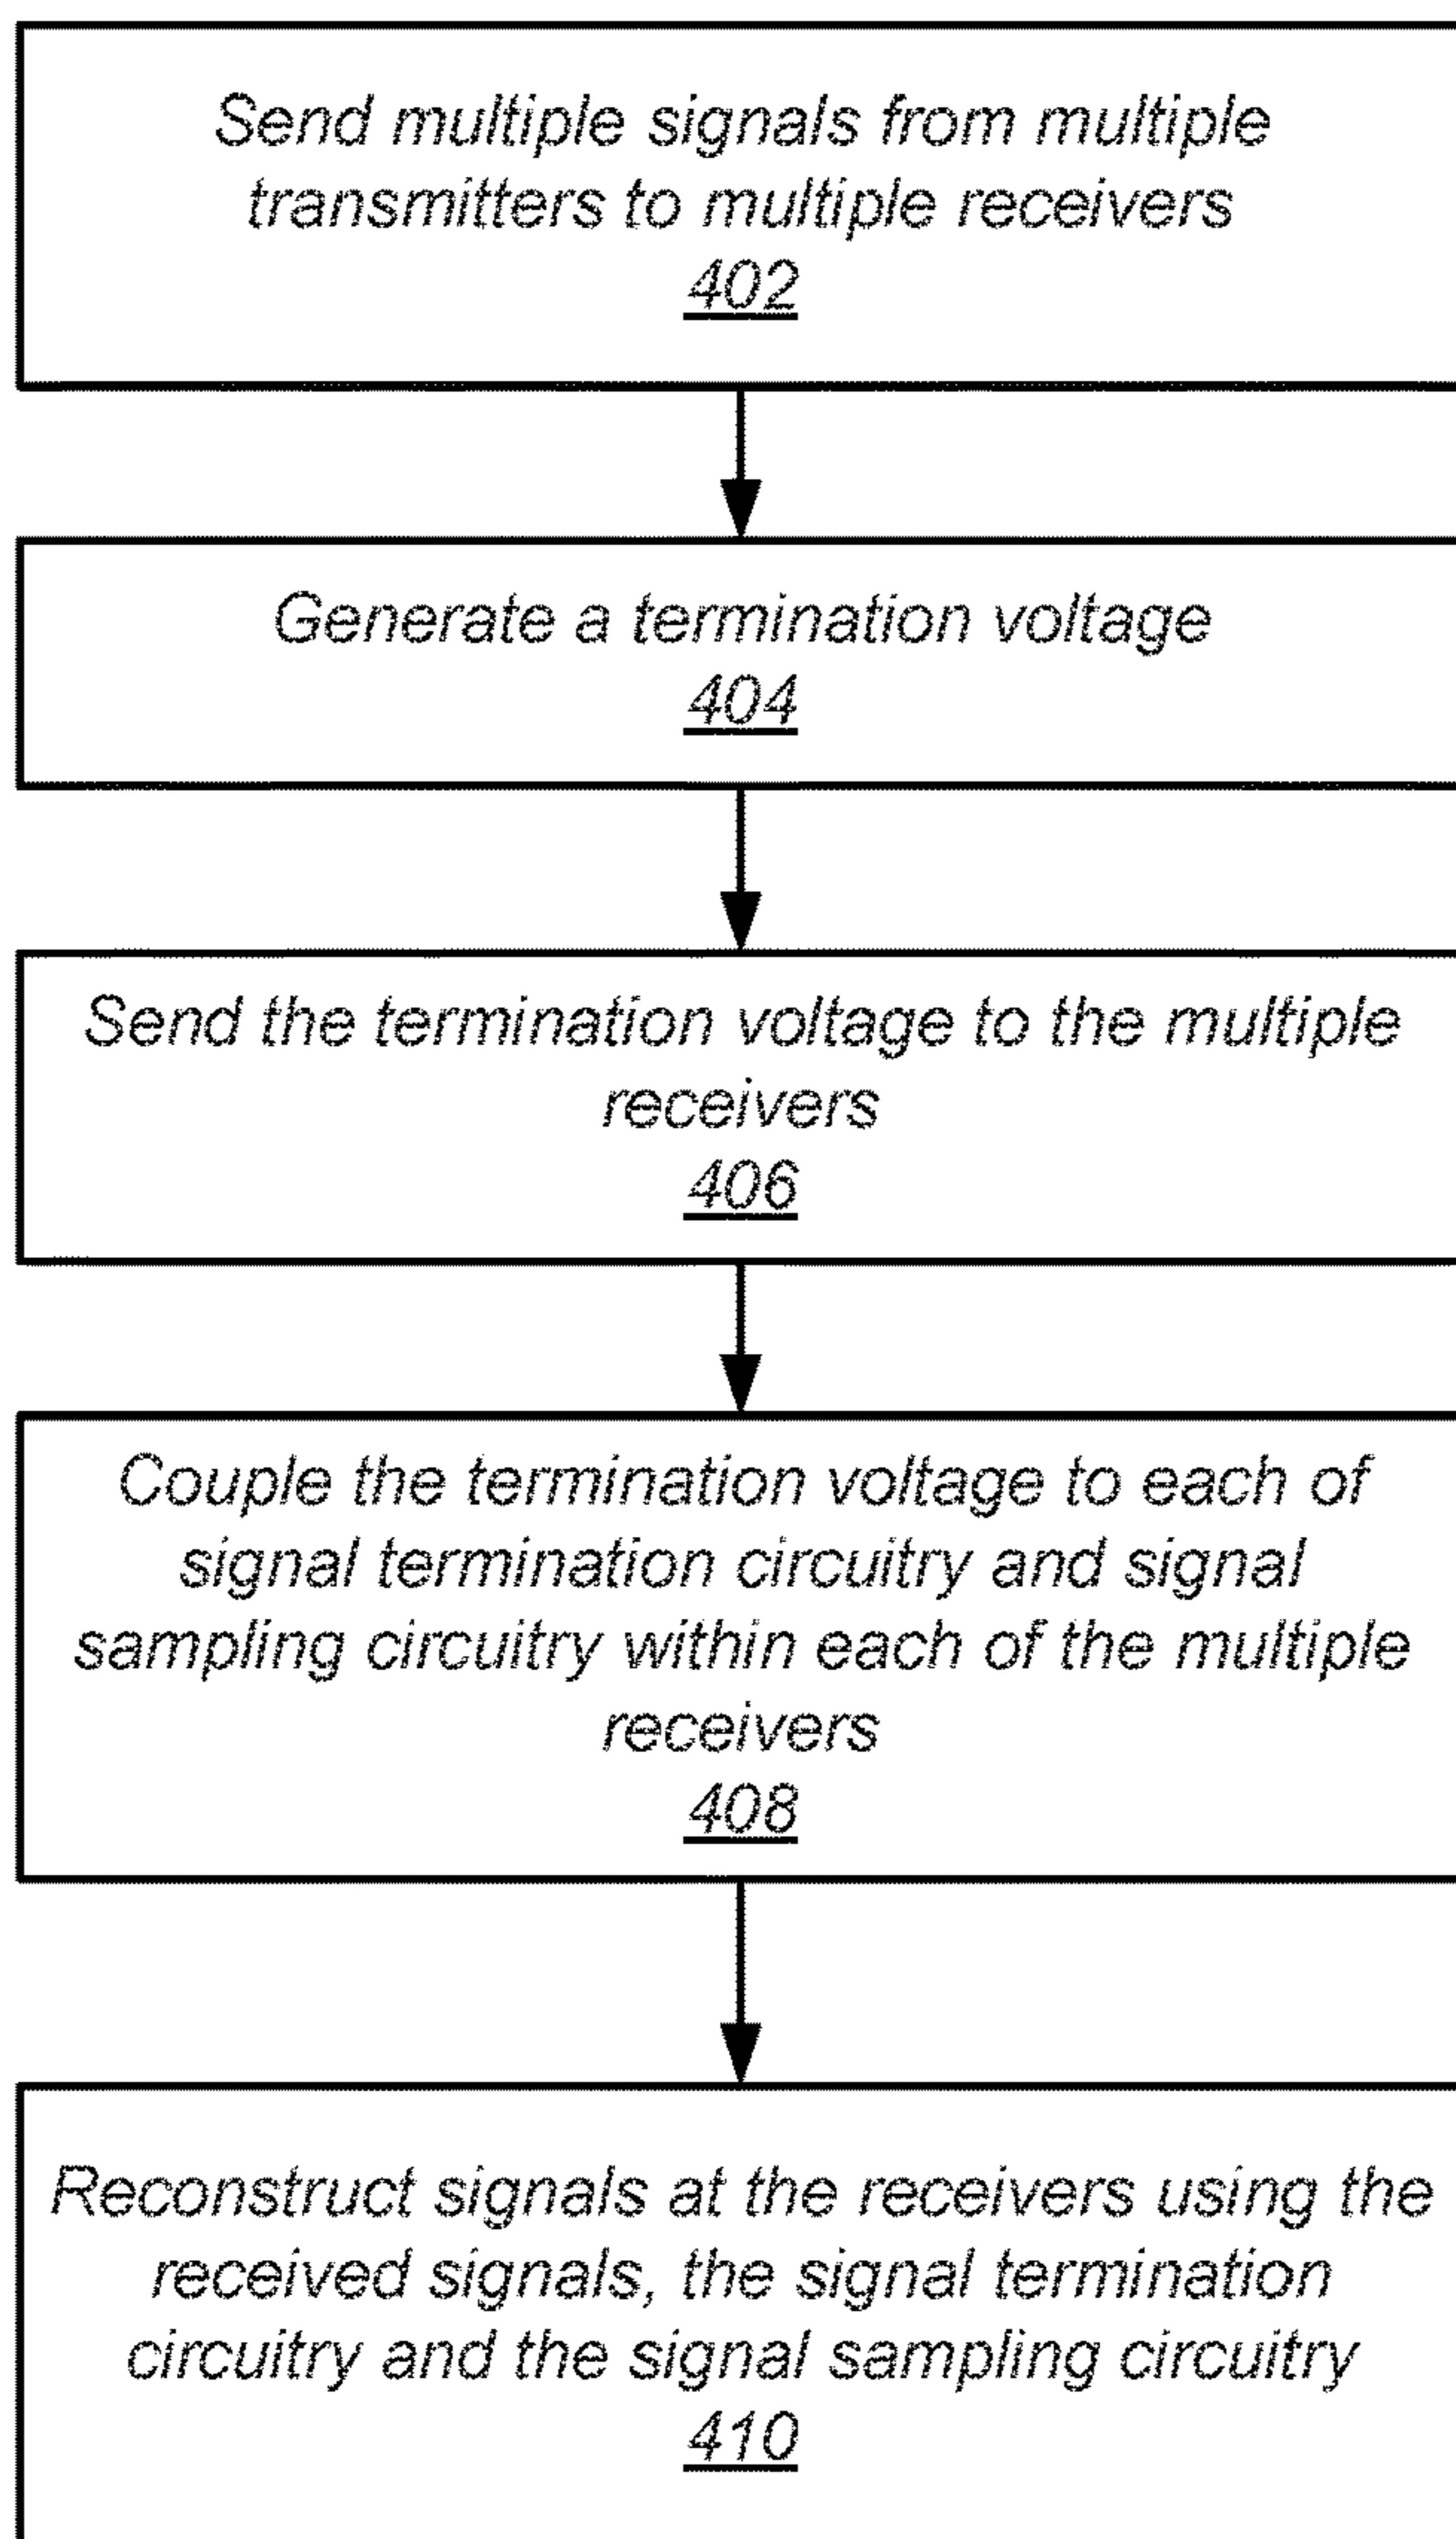 Send multiple signals from multiple
transmitters to multiple receivers
402
Generate a termination voltage
404
Send the termination voltage to the multiple
receivers
406
Couple the termination voltage to each of
signal termination circuitry and signal
sampling circuitry within each of the multiple
receivers
408
Reconstruct signals at the receivers using the
received signals, the signal termination
circuitry and the signal sampling circuitry
410